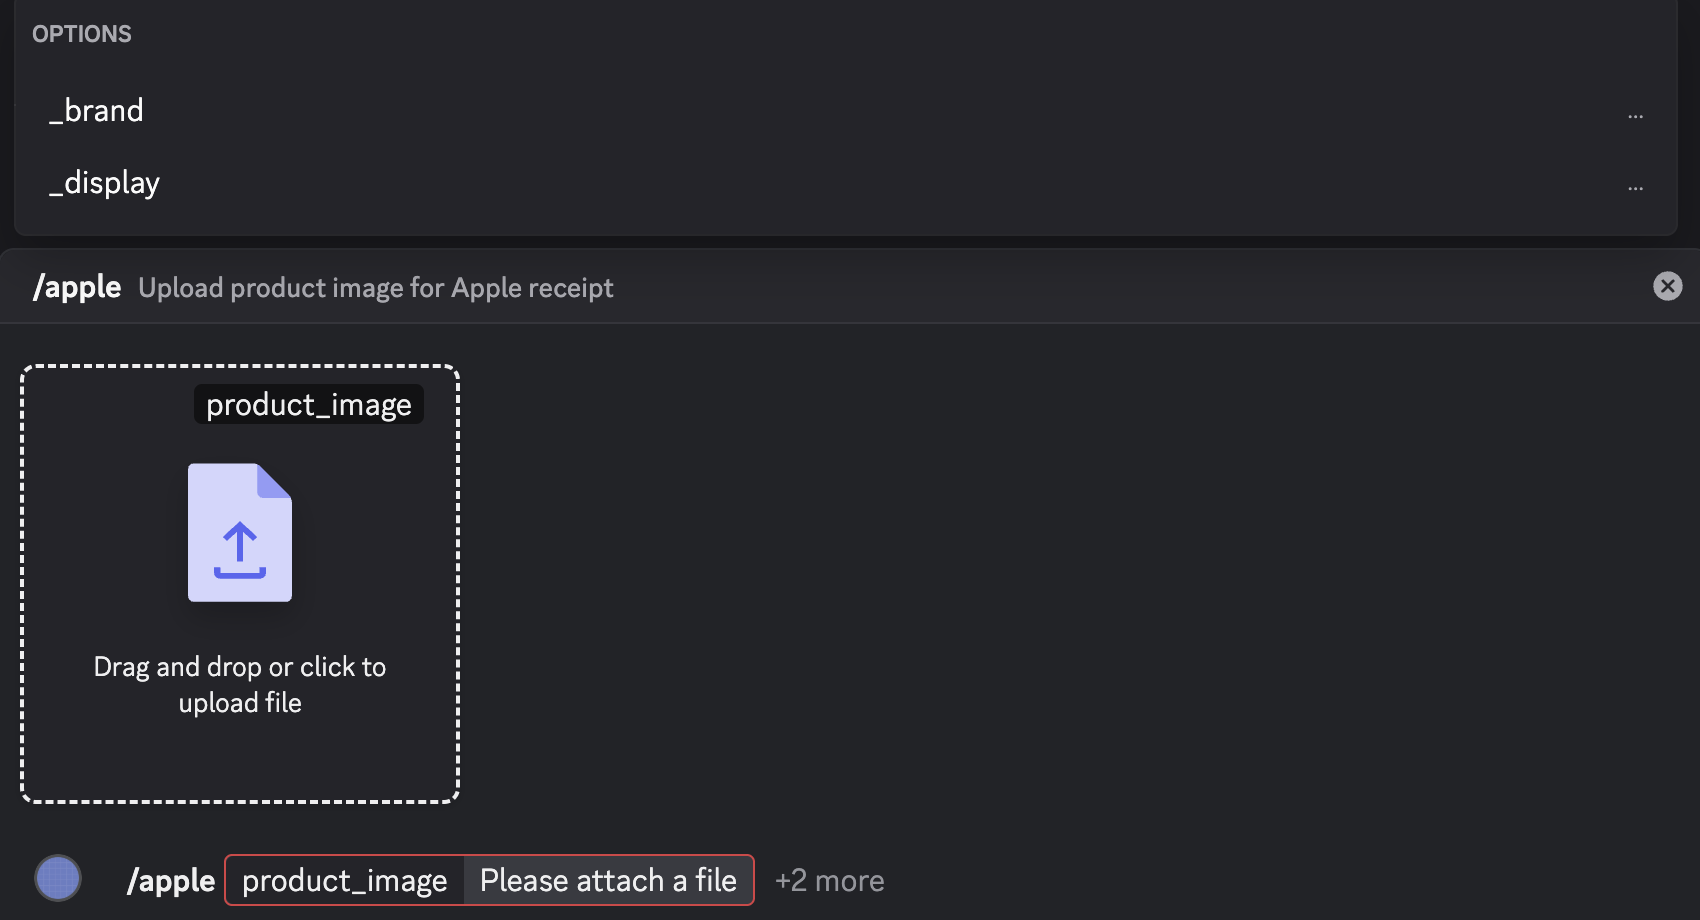 OPTIONS
_brand ...
_display ...
/apple Upload product image for Apple receipt
product_image
Drag and drop or click to
upload file
/apple product_image Please attach a file +2 more